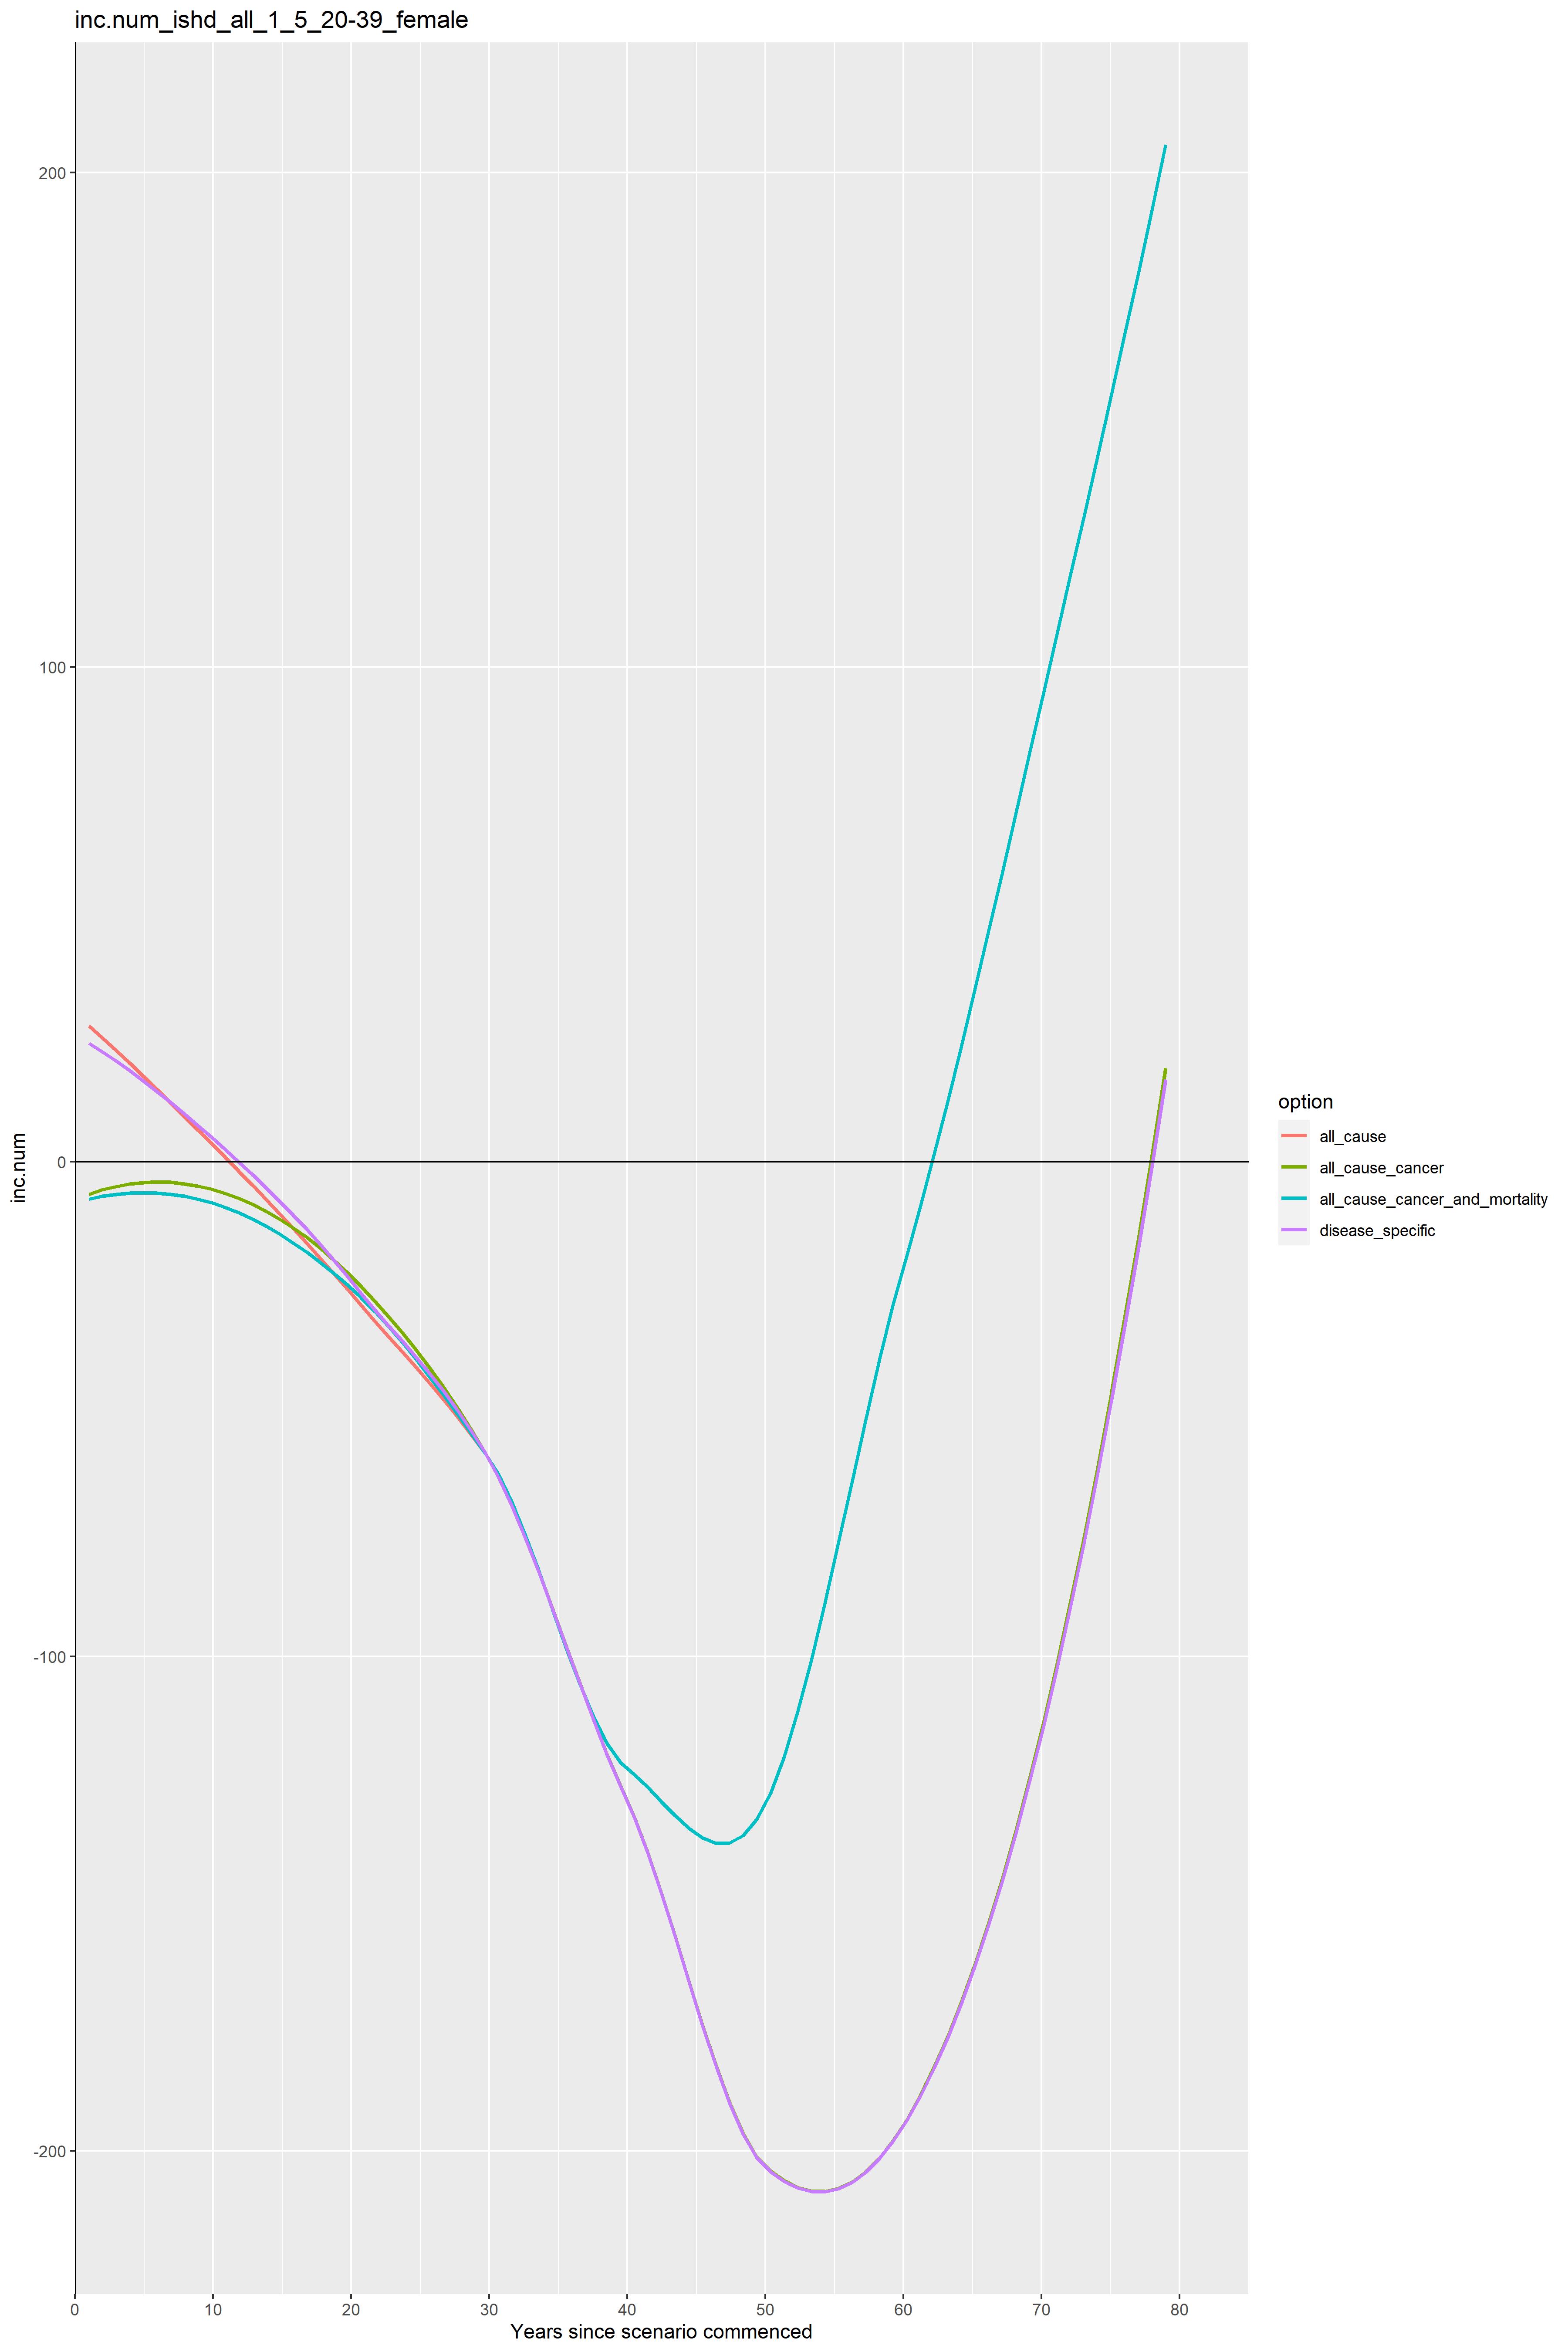 inc.num_ishd_all_1_5_20-39_female
200
100
0
-100
-200
inc.num
0 10 20 30 40 50 60 70 80
Years since scenario commenced
option
all_cause
all_cause_cancer
all_cause_cancer_and_mortality
disease_specific